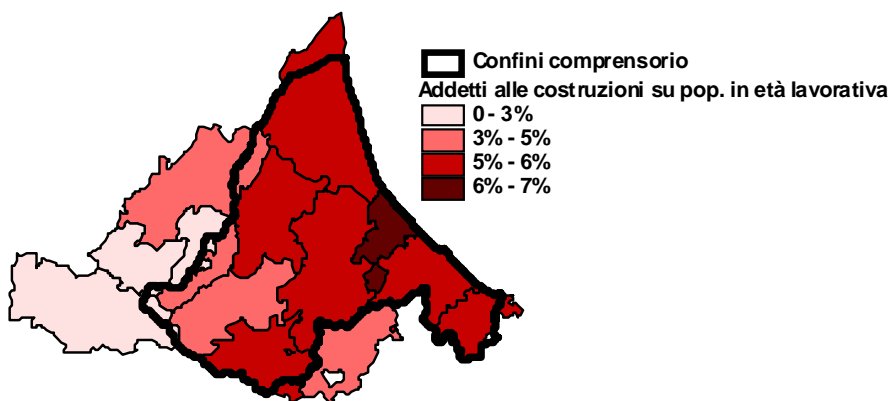 Confini comprensorio
Addetti alle costruzioni su pop. in età lavorativa
0 - 3%
3% - 5%
5% - 6%
6% - 7%